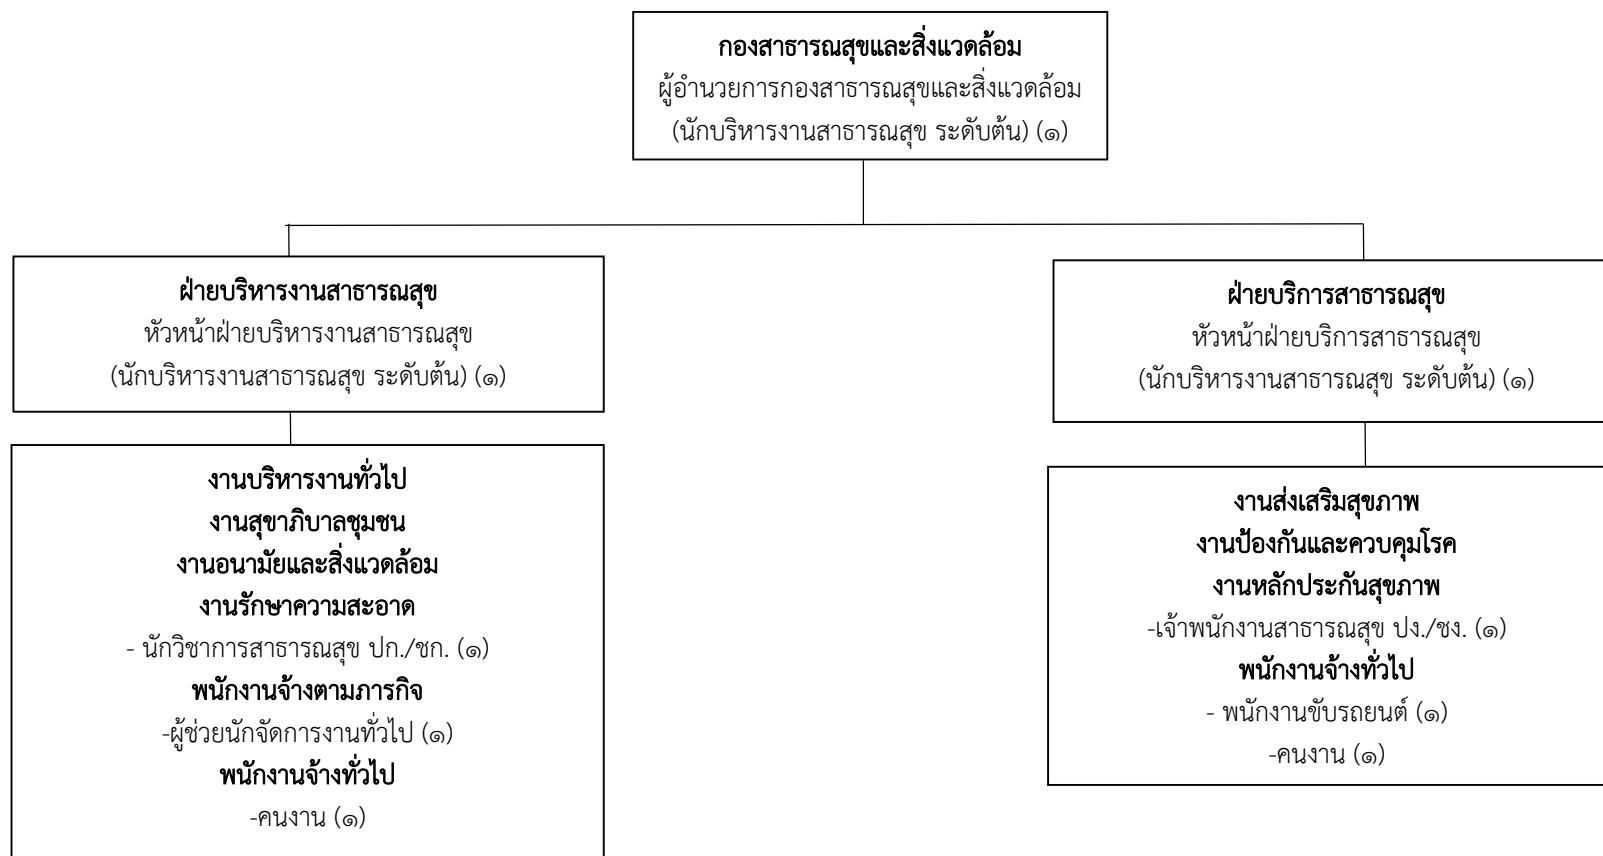 กองสาธารณสุขและสิ่งแวดล้อม
ผู้อำนวยการกองสาธารณสุขและสิ่งแวดล้อม
(นักบริหารงานสาธารณสุข ระดับต้น) (๑)
ฝ่ายบริหารงานสาธารณสุข
หัวหน้าฝ่ายบริหารงานสาธารณสุข
(นักบริหารงานสาธารณสุข ระดับต้น) (๑)
งานบริหารงานทั่วไป
งานสุขาภิบาลชุมชน
งานอนามัยและสิ่งแวดล้อม
งานรักษาความสะอาด
- นักวิชาการสาธารณสุข ปก./ชก. (๑)
พนักงานจ้างตามภารกิจ
-ผู้ช่วยนักจัดการงานทั่วไป (๑)
พนักงานจ้างทั่วไป
-คนงาน (๑)
ฝ่ายบริการสาธารณสุข
หัวหน้าฝ่ายบริการสาธารณสุข
(นักบริหารงานสาธารณสุข ระดับต้น) (๑)
งานส่งเสริมสุขภาพ
งานป้องกันและควบคุมโรค
งานหลักประกันสุขภาพ
-เจ้าพนักงานสาธารณสุข ปง./ชง. (๑)
พนักงานจ้างทั่วไป
- พนักงานขับรถยนต์ (๑)
-คนงาน (๑)